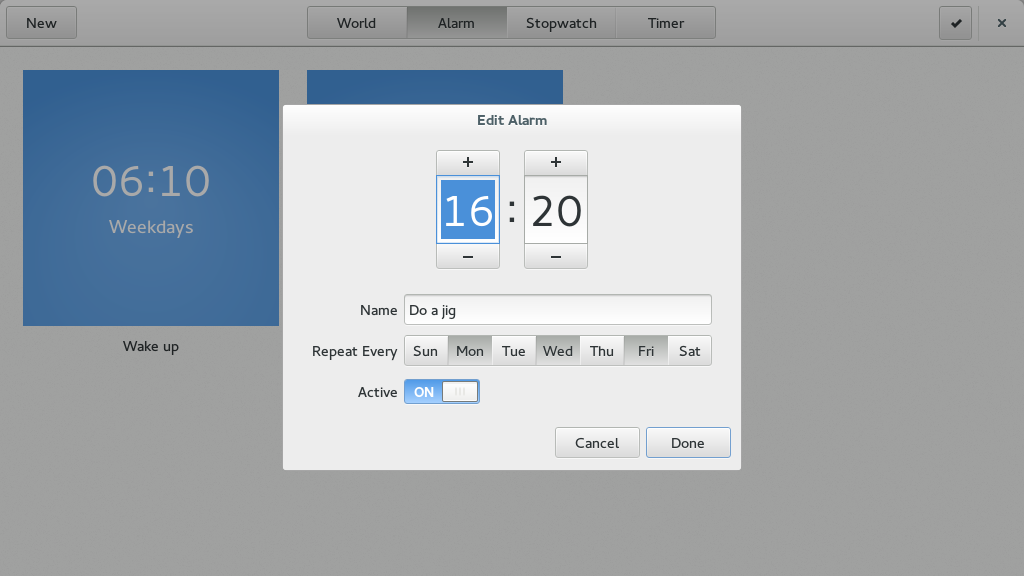 New World Alarm Stopwatch Timer
06:10
Weekdays
Wake up
Edit Alarm
+ +
16 : 20
− −
Name Do a jig
Repeat Every Sun Mon Tue Wed Thu Fri Sat
Active ON
Cancel Done